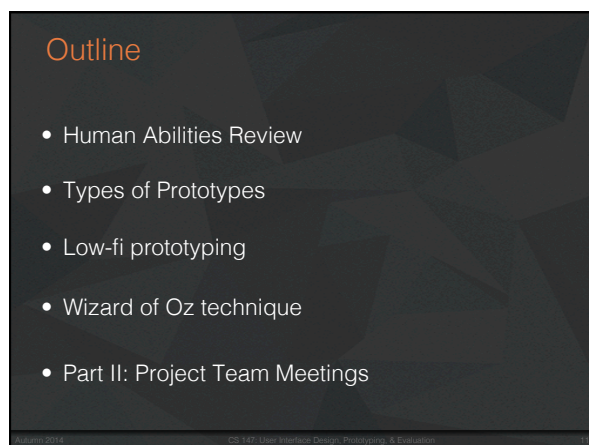 Outline
• Human Abilities Review
• Types of Prototypes
• Low-fi prototyping
• Wizard of Oz technique
• Part II: Project Team Meetings
Autumn 2014 CS 147: User Interface Design, Prototyping, & Evaluation 11